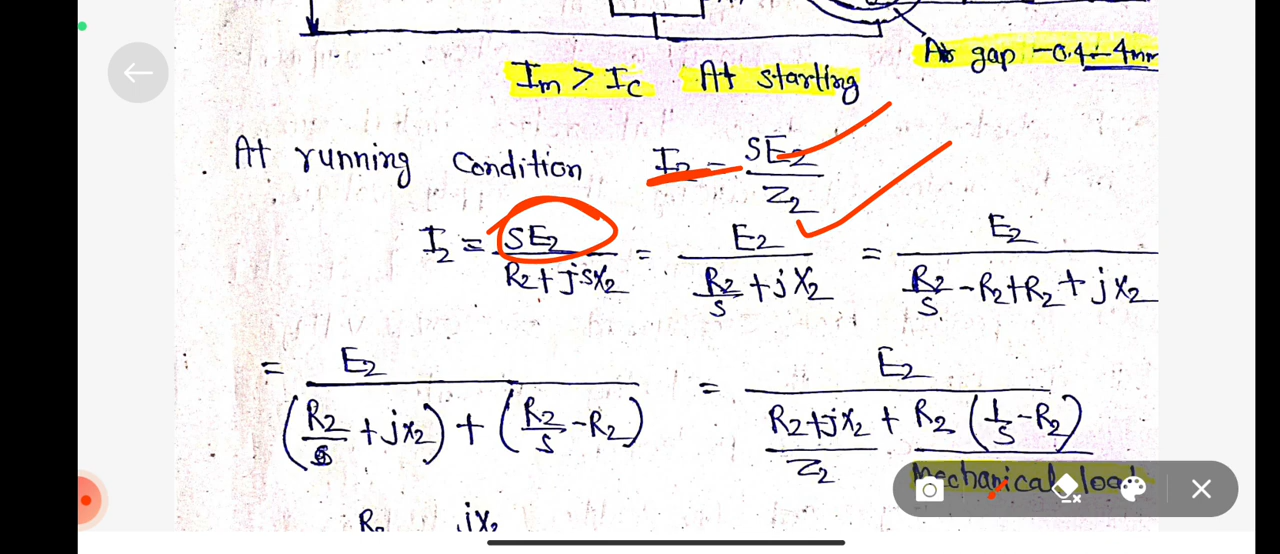 Air gap - 0.4 - 4mm
Im > Ic At starting
At running Condition I2 = SE2 / Z2
I2 = SE2 / R2 + jSX2 = E2 / R2/S + jX2 = E2 / R2/S - R2 + R2 + jX2
= E2 / (R2/S + jX2) + (R2/S - R2) = E2 / R2 + jX2 + R2 (1/S - R2)
Z2 Mechanical load
R2 jX2